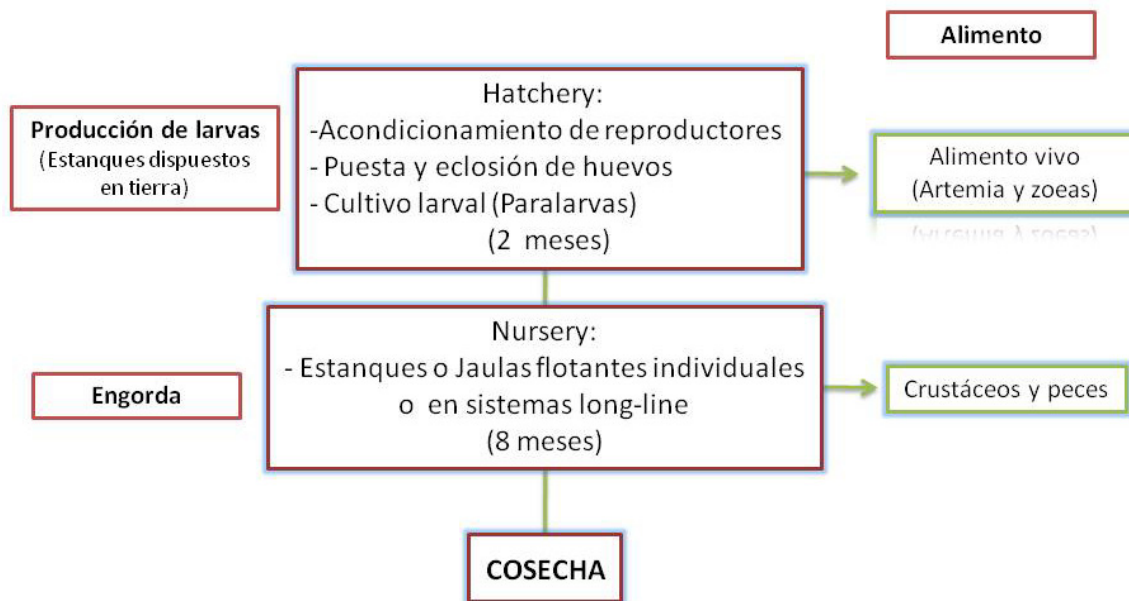 Alimento
Producción de larvas
(Estanques dispuestos
en tierra)
Hatchery:
-Acondicionamiento de reproductores
- Puesta y eclosión de huevos
- Cultivo larval (Paralarvas)
(2 meses)
Alimento vivo
(Artemia y zoeas)
Engorda
Nursery:
- Estanques o Jaulas flotantes individuales
o en sistemas long-line
(8 meses)
Crustáceos y peces
COSECHA